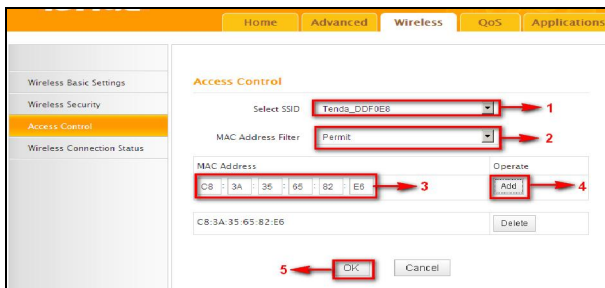 Home Advanced Wireless QoS Applications
Wireless Basic Settings
Wireless Security
Access Control
Wireless Connection Status
Access Control
Select SSID Tenda_DDF0E8 1
MAC Address Filter Permit 2
MAC Address Operate
C8 : 3A : 35 : 65 : 82 : E6 3 Add 4
C8:3A:35:65:82:E6 Delete
5 OK Cancel